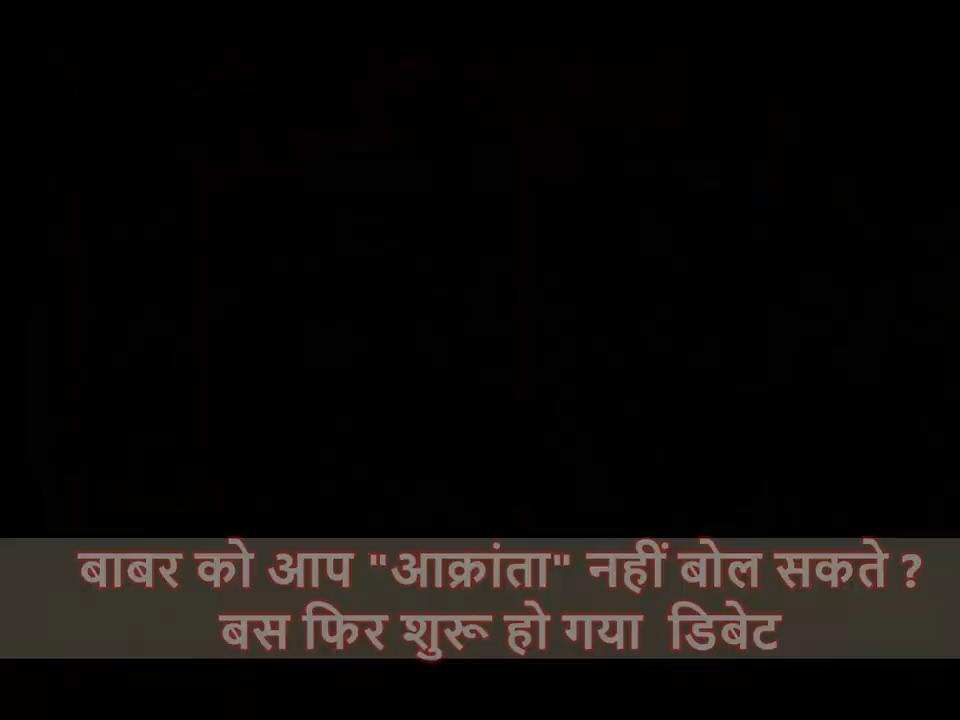 बाबर को आप "आक्रांता" नहीं बोल सकते ?
बस फिर शुरू हो गया डिबेट